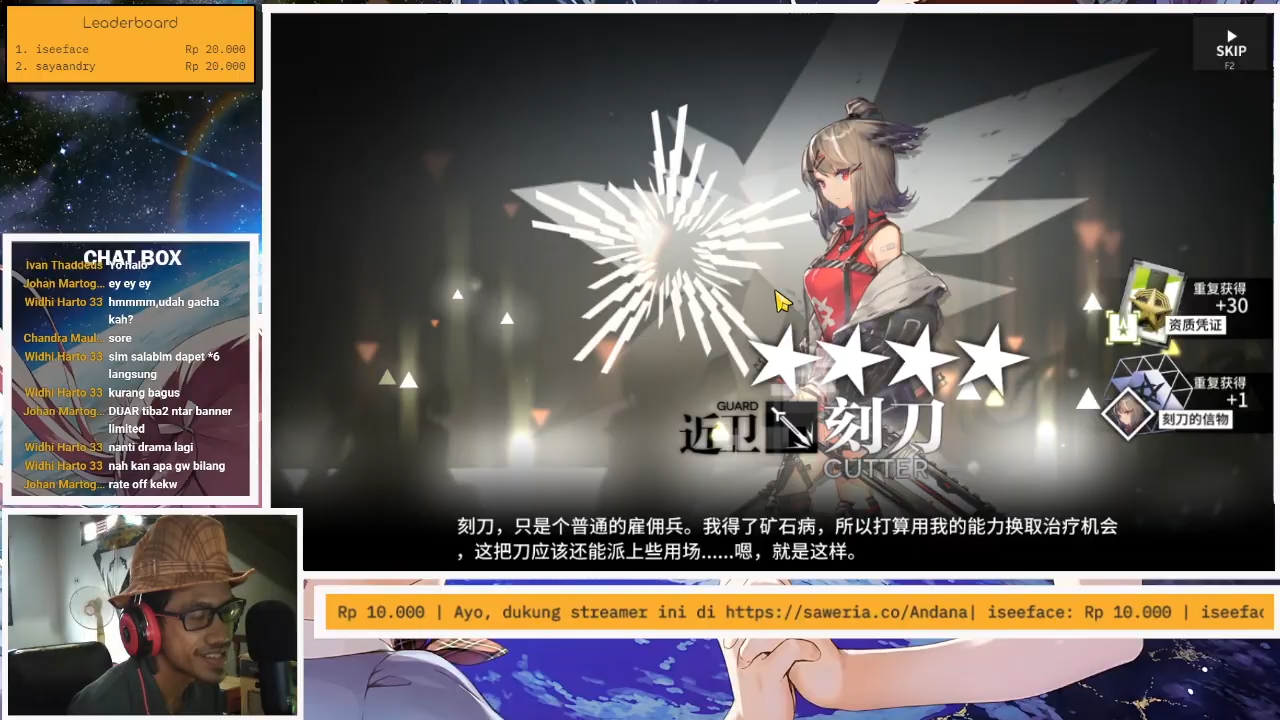 Leaderboard
1. iseeface Rp 20.000
2. sayaandry Rp 20.000
CHAT BOX
Ivan Thaddeus Yo halo
Johan Martog... ey ey ey
Widhi Harto 33 hmmmm,udah gacha
kah?
Chandra Maul... sore
Widhi Harto 33 sim salabim dapet *6
langsung
Widhi Harto 33 kurang bagus
Johan Martog... DUAR tiba2 ntar banner
limited
Widhi Harto 33 nanti drama lagi
Widhi Harto 33 nah kan apa gw bilang
Johan Martog... rate off kekw
SKIP
F2
重复获得
+30
资质凭证
重复获得
+1
刻刀的信物
GUARD
近卫 刻刀
CUTTER
刻刀，只是个普通的雇佣兵。我得了矿石病，所以打算用我的能力换取治疗机会
，这把刀应该还能派上些用场......嗯，就是这样。
Rp 10.000 | Ayo, dukung streamer ini di https://saweria.co/Andana| iseeface: Rp 10.000 | iseefac